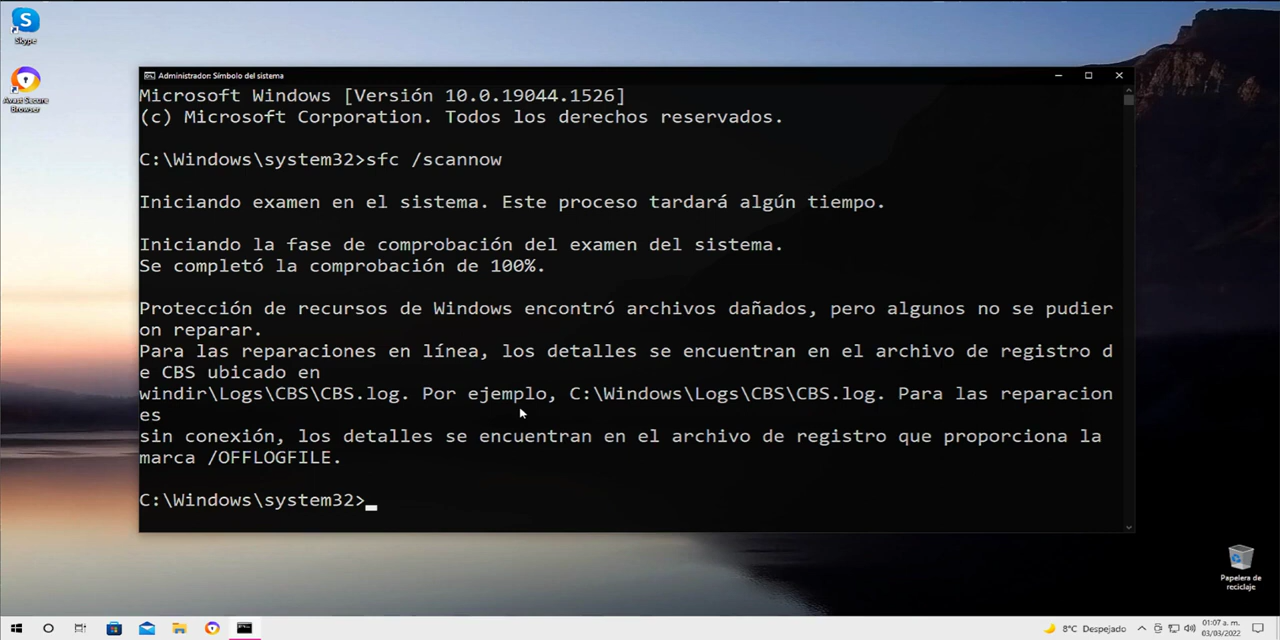 Skype
Avast Secure
Browser
Administrador: Símbolo del sistema
Microsoft Windows [Versión 10.0.19044.1526]
(c) Microsoft Corporation. Todos los derechos reservados.
C:\Windows\system32>sfc /scannow
Iniciando examen en el sistema. Este proceso tardará algún tiempo.
Iniciando la fase de comprobación del examen del sistema.
Se completó la comprobación de 100%.
Protección de recursos de Windows encontró archivos dañados, pero algunos no se pudier
on reparar.
Para las reparaciones en línea, los detalles se encuentran en el archivo de registro d
e CBS ubicado en
windir\Logs\CBS\CBS.log. Por ejemplo, C:\Windows\Logs\CBS\CBS.log. Para las reparacion
es
sin conexión, los detalles se encuentran en el archivo de registro que proporciona la
marca /OFFLOGFILE.
C:\Windows\system32>
Papelera de
reciclaje
8°C Despejado
01:07 a. m.
03/03/2022